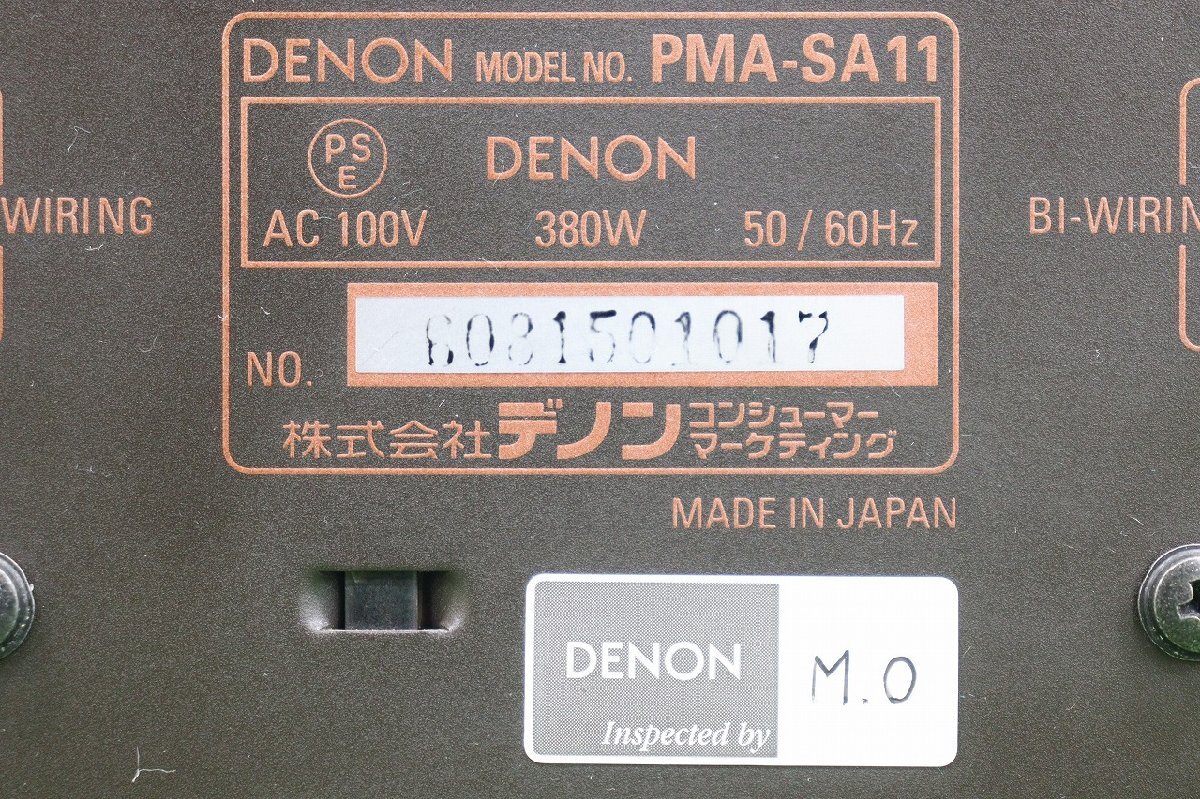 DENON MODEL NO. PMA-SA11
PSE
DENON
AC 100V 380W 50 / 60Hz
WIRING
BI-WIRIN
NO. 6081501017
株式会社デノンコンシューマー
マーケティング
MADE IN JAPAN
DENON
M.O
Inspected by